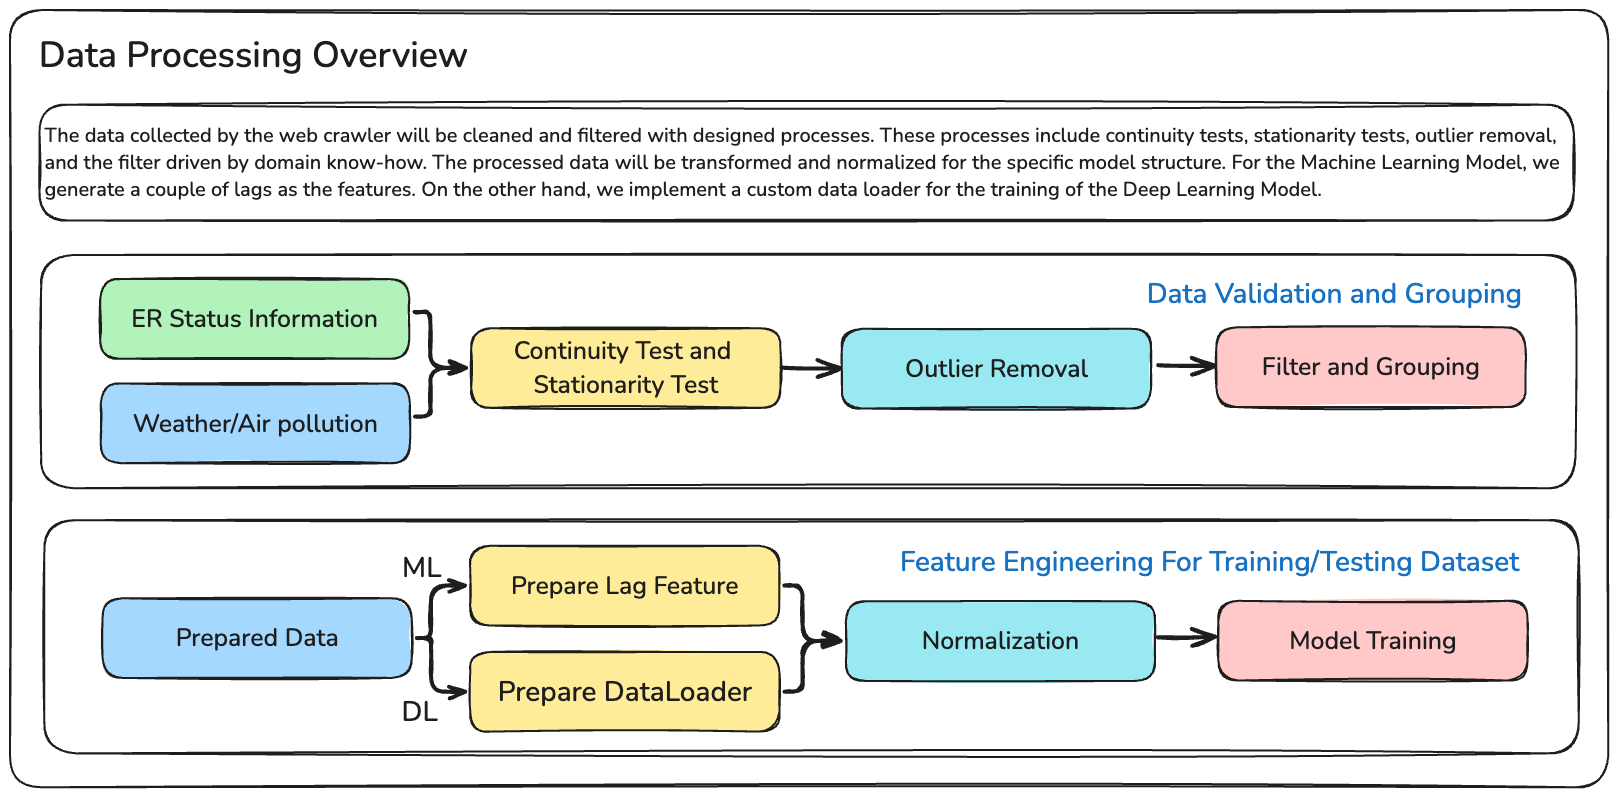 Data Processing Overview
The data collected by the web crawler will be cleaned and filtered with designed processes. These processes include continuity tests, stationarity tests, outlier removal,
and the filter driven by domain know-how. The processed data will be transformed and normalized for the specific model structure. For the Machine Learning Model, we
generate a couple of lags as the features. On the other hand, we implement a custom data loader for the training of the Deep Learning Model.
Data Validation and Grouping
ER Status Information
Weather/Air pollution
Continuity Test and
Stationarity Test
Outlier Removal
Filter and Grouping
Feature Engineering For Training/Testing Dataset
Prepared Data
ML
DL
Prepare Lag Feature
Prepare DataLoader
Normalization
Model Training